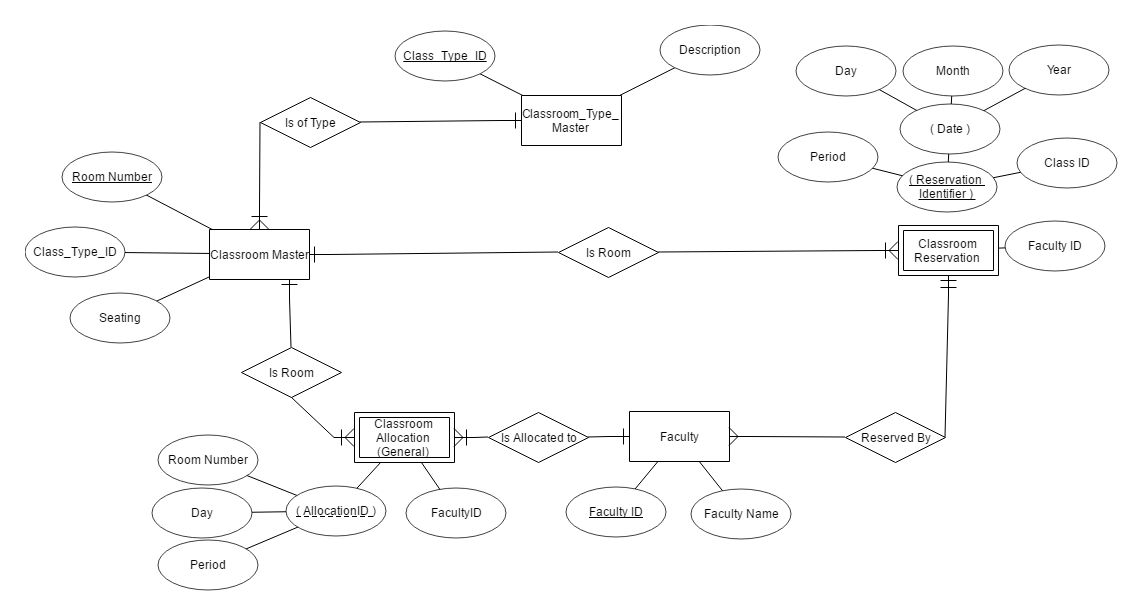 Class_Type_ID
Description
Day
Month
Year
Classroom_Type_
Master
Is of Type
( Date )
Period
Class ID
( Reservation
Identifier )
Room Number
Class_Type_ID
Classroom Master
Seating
Is Room
Classroom
Reservation
Faculty ID
Is Room
Classroom
Allocation
(General)
Is Allocated to
Faculty
Reserved By
Room Number
Day
( AllocationID )
Period
FacultyID
Faculty ID
Faculty Name